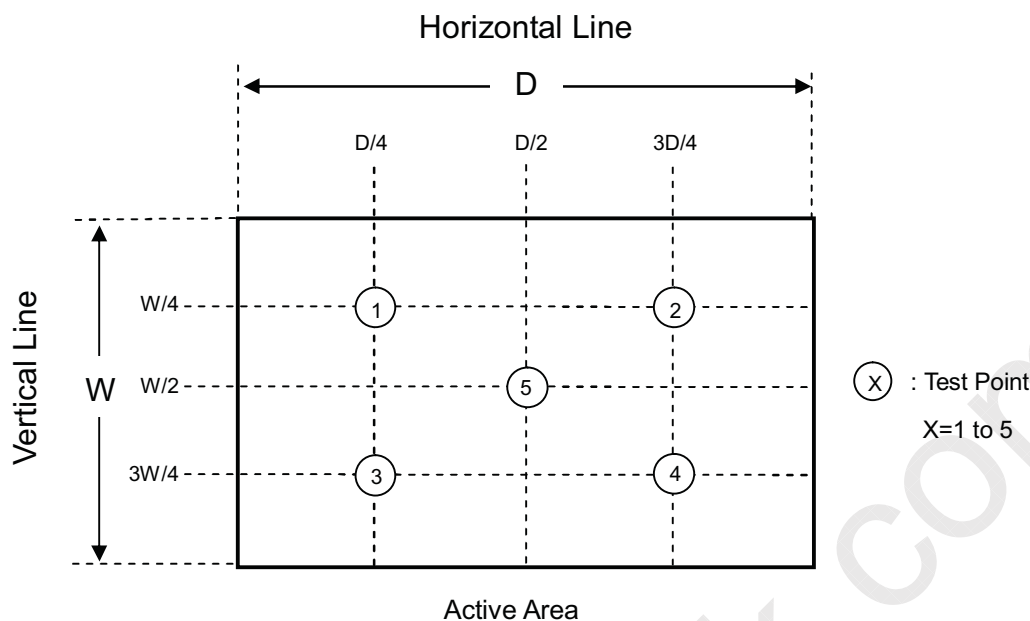 Horizontal Line
D
D/4 D/2 3D/4
Vertical Line
W
W/4
W/2
3W/4
1 2
5
3 4
X : Test Point
X=1 to 5
Active Area